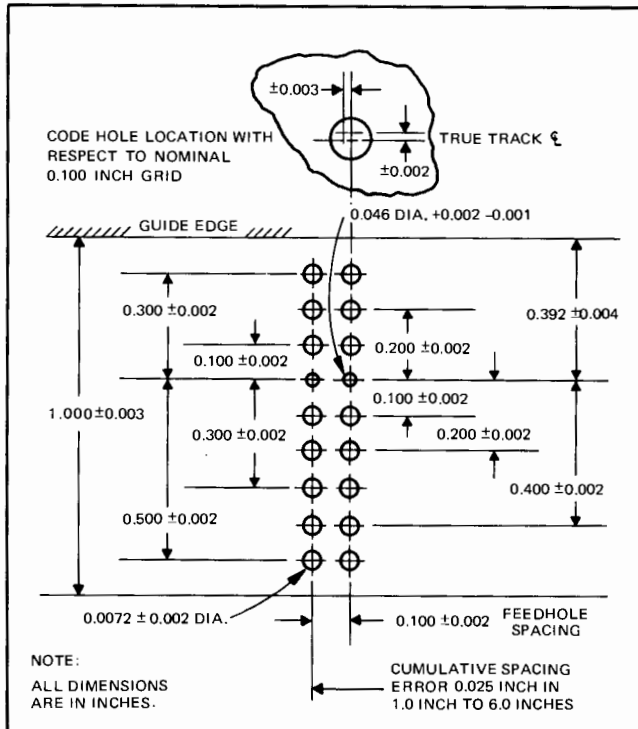 ±0.003
CODE HOLE LOCATION WITH
RESPECT TO NOMINAL
0.100 INCH GRID
TRUE TRACK ℄
±0.002
0.046 DIA. +0.002 -0.001
GUIDE EDGE
0.300 ±0.002
0.392 ±0.004
0.200 ±0.002
0.100 ±0.002
0.100 ±0.002
1.000 ±0.003
0.300 ±0.002
0.200 ±0.002
0.400 ±0.002
0.500 ±0.002
0.0072 ± 0.002 DIA.
0.100 ±0.002
FEEDHOLE
SPACING
NOTE:
ALL DIMENSIONS
ARE IN INCHES.
CUMULATIVE SPACING
ERROR 0.025 INCH IN
1.0 INCH TO 6.0 INCHES